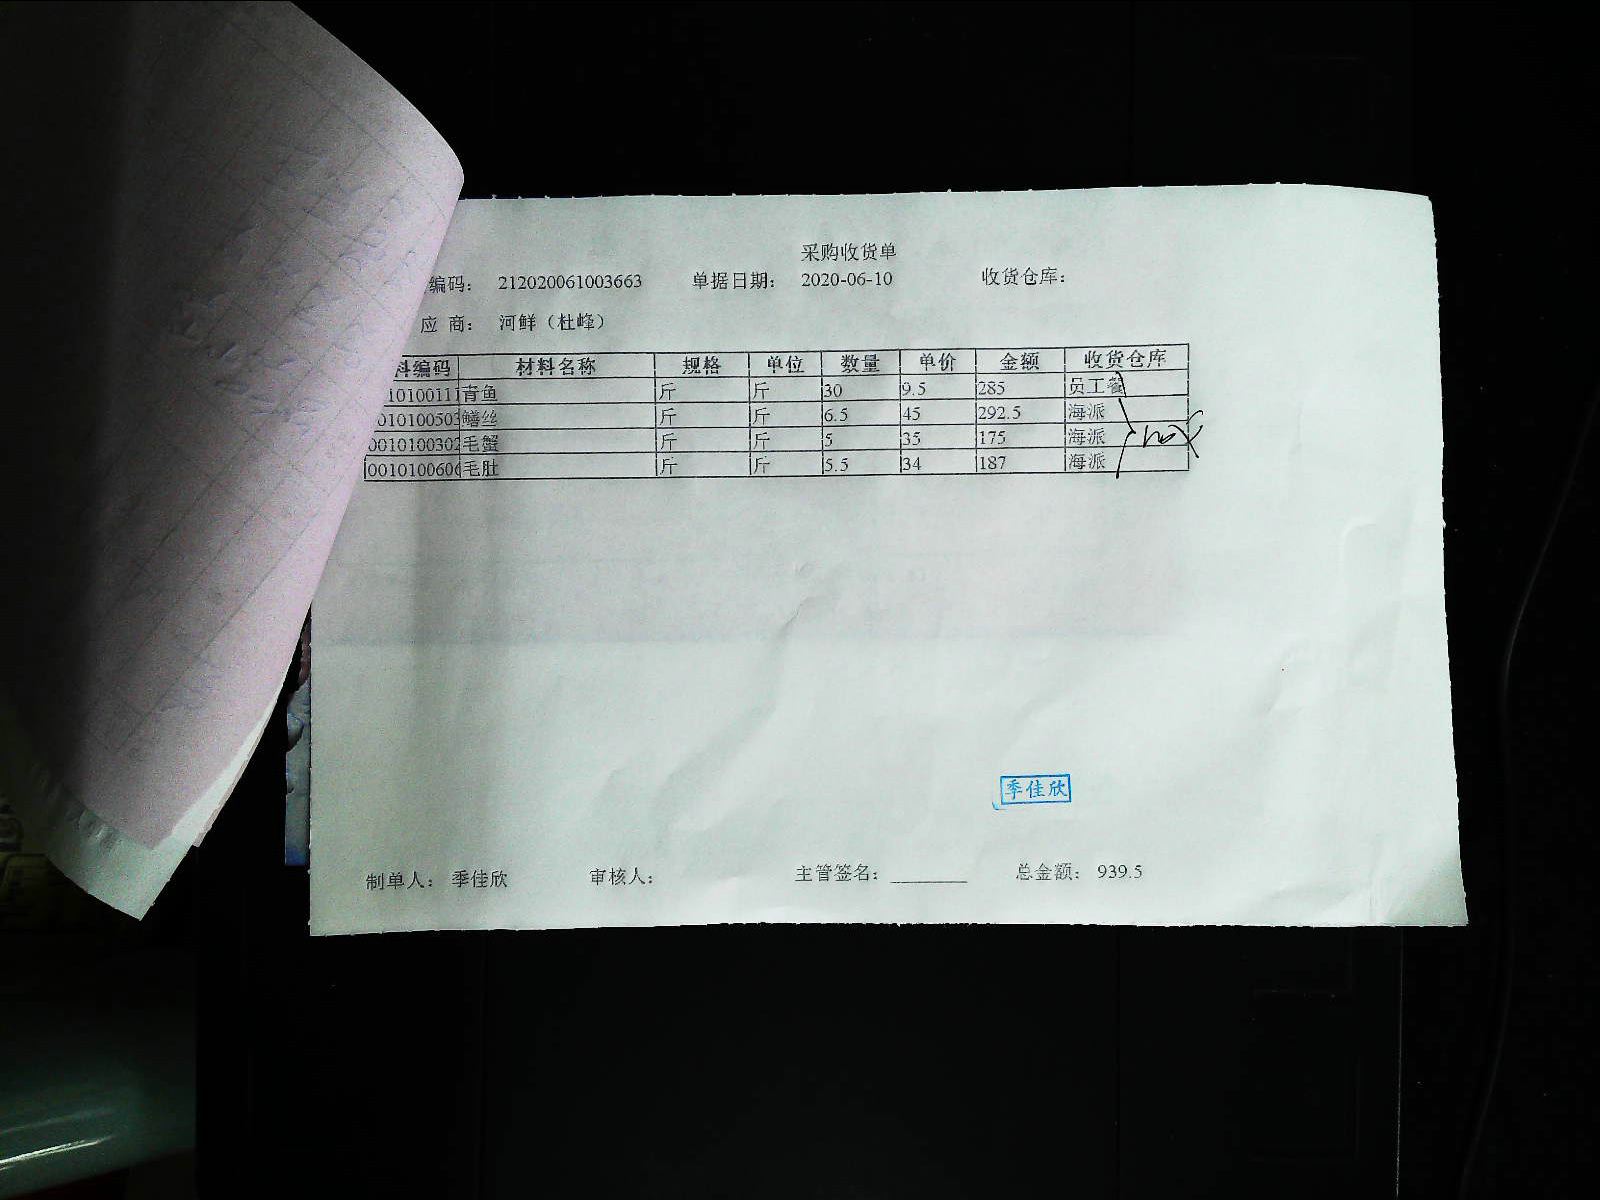 采购收货单
编码: 212020061003663 单据日期: 2020-06-10 收货仓库:
应 商: 河鲜（杜峰）
料编码 材料名称 规格 单位 数量 单价 金额 收货仓库
10100111 青鱼 斤 斤 30 9.5 285 员工餐
0010100503 鳝丝 斤 斤 6.5 45 292.5 海派
0010100302 毛蟹 斤 斤 5 35 175 海派
0010100606 毛肚 斤 斤 5.5 34 187 海派
季佳欣
制单人: 季佳欣 审核人: 主管签名: 总金额: 939.5